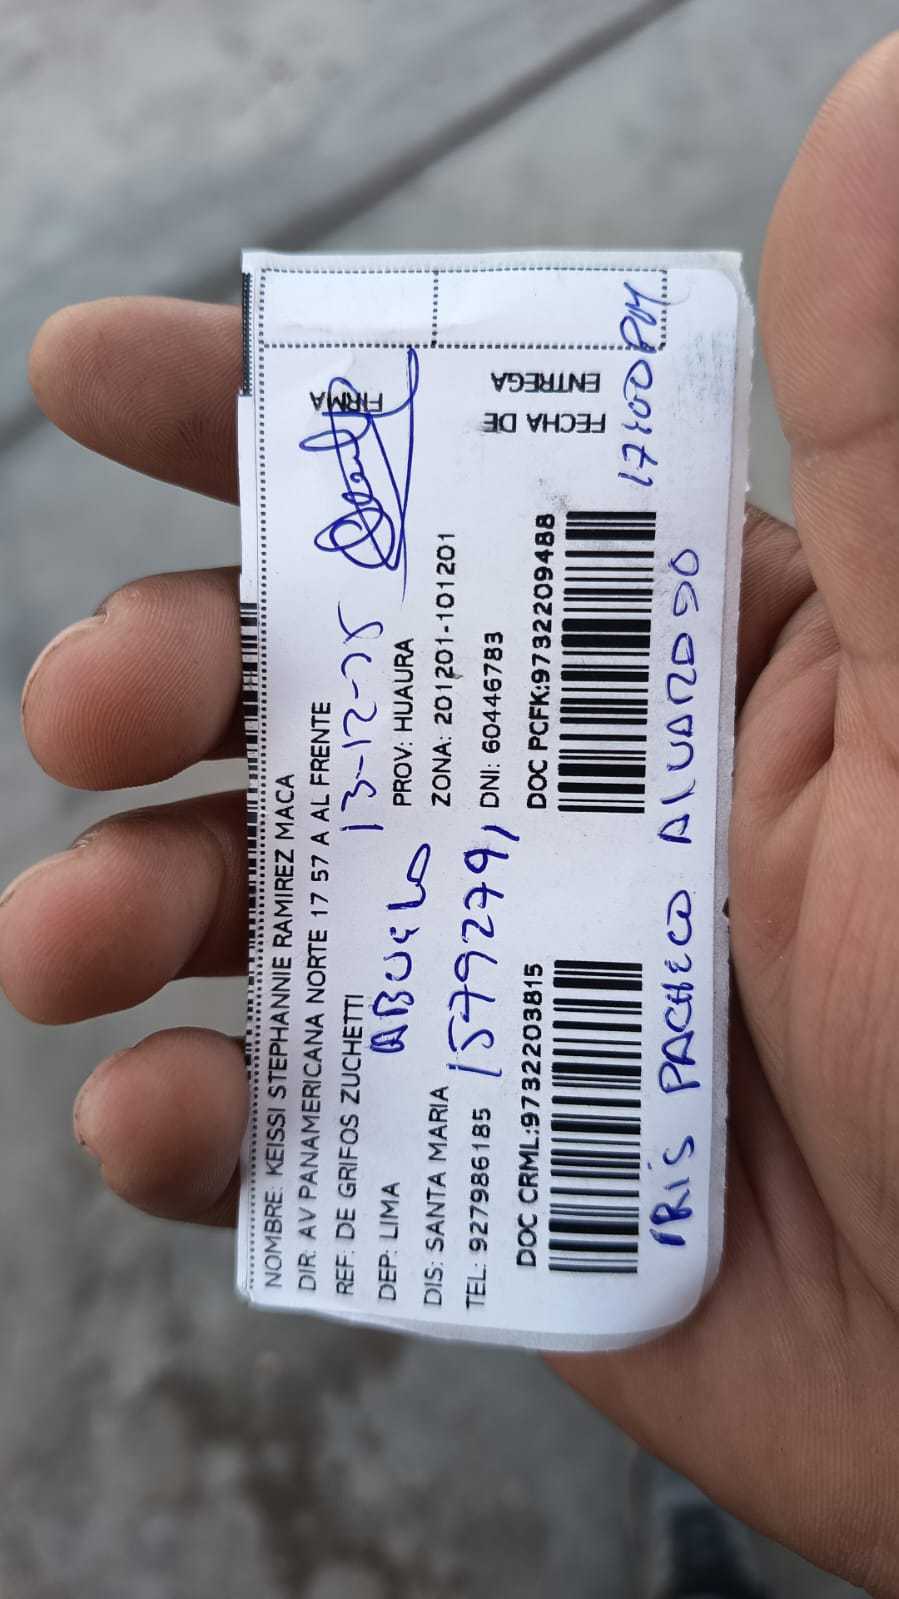 NOMBRE: KEISSI STEPHANNIE RAMIREZ MACA
DIR: AV PANAMERICANA NORTE 17 57 A AL FRENTE
REF: DE GRIFOS ZUCHETTI
13-12-25
FIRMA
DEP: LIMA
ABUELO
PROV: HUAURA
DIS: SANTA MARIA
ZONA: 201201-101201
15792791
TEL: 927986185
DNI: 60446783
FECHA DE
ENTREGA
DOC CRML:9732203815
DOC PCFK:9732209488
17:00 PM
IRIS PACHECO